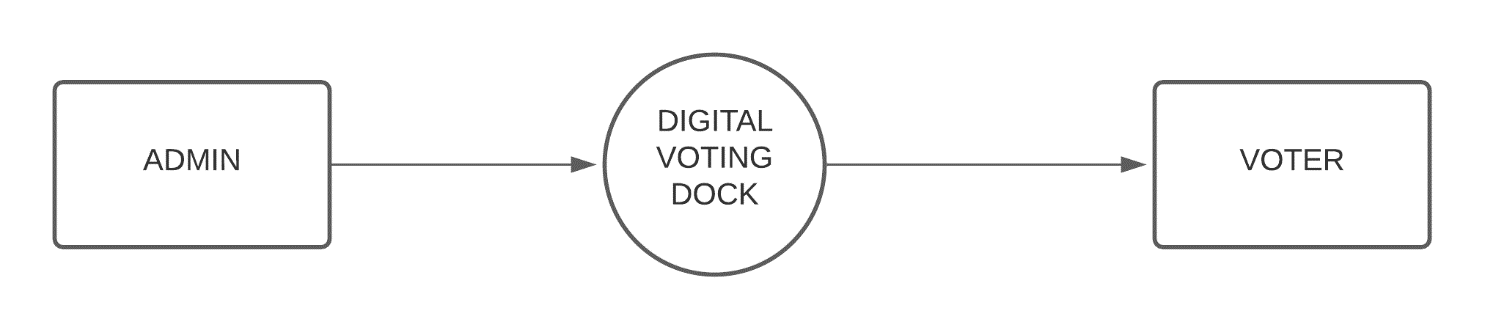 ADMIN
DIGITAL
VOTING
DOCK
VOTER